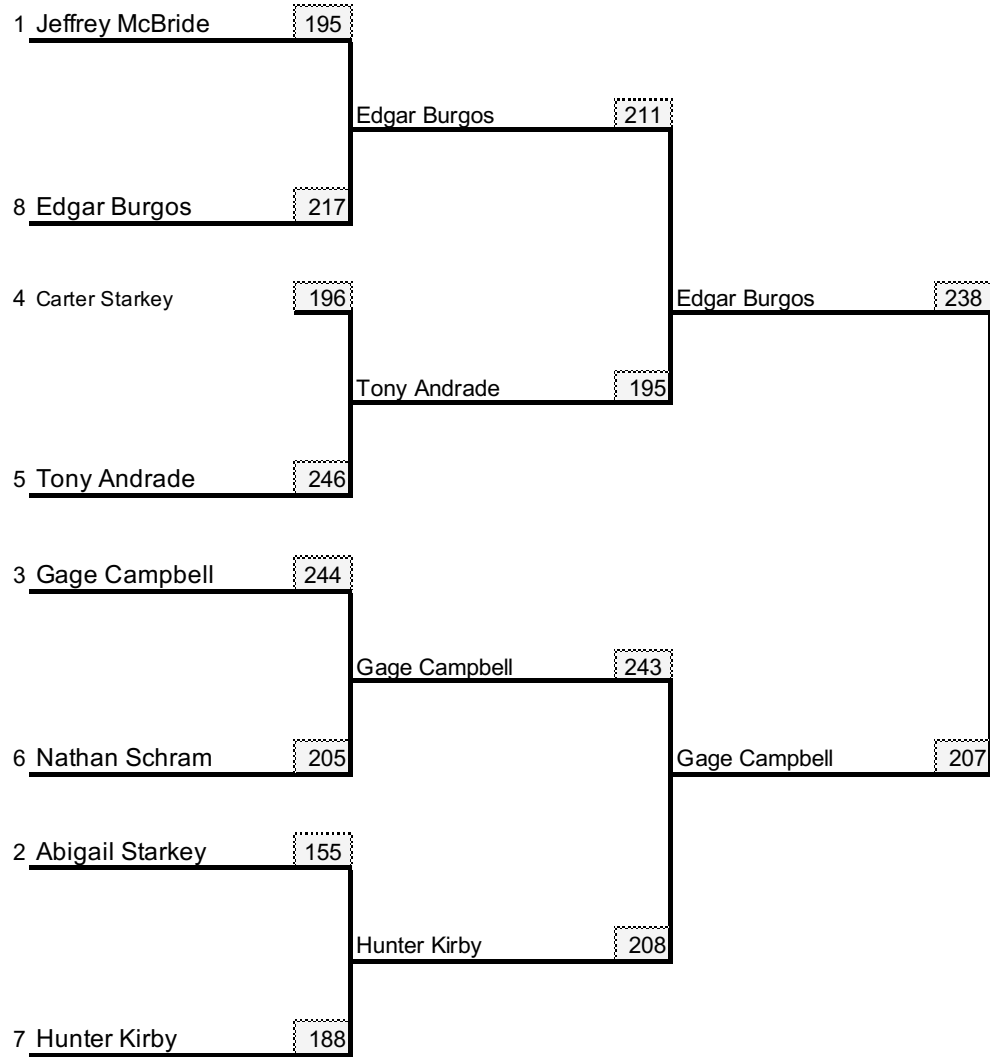 1 Jeffrey McBride 195
Edgar Burgos 211
8 Edgar Burgos 217
4 Carter Starkey 196
Edgar Burgos 238
Tony Andrade 195
5 Tony Andrade 246
3 Gage Campbell 244
Gage Campbell 243
6 Nathan Schram 205
Gage Campbell 207
2 Abigail Starkey 155
Hunter Kirby 208
7 Hunter Kirby 188